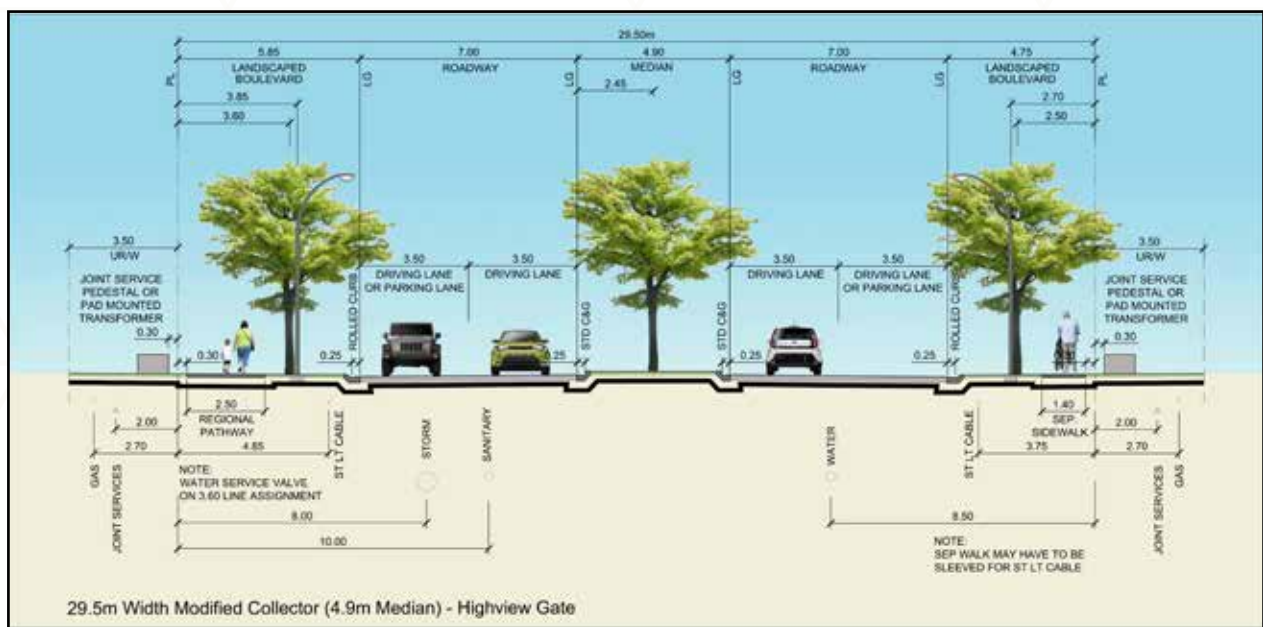 29.50m
5.85
7.00
4.90
7.00
4.75
LANDSCAPED
BOULEVARD
ROADWAY
MEDIAN
ROADWAY
LANDSCAPED
BOULEVARD
PL
LG
LG
LG
LG
PL
3.85
3.60
2.45
2.70
2.50
3.50
UR/W
JOINT SERVICE
PEDESTAL OR
PAD MOUNTED
TRANSFORMER
0.30
0.30
0.25
ROLLED CURB
3.50
DRIVING LANE
OR PARKING LANE
3.50
DRIVING LANE
0.25
STD C&G
STD C&G
0.25
3.50
DRIVING LANE
3.50
DRIVING LANE
OR PARKING LANE
0.25
ROLLED CURB
3.50
UR/W
JOINT SERVICE
PEDESTAL OR
PAD MOUNTED
TRANSFORMER
0.30
2.50
REGIONAL
PATHWAY
2.00
2.70
4.85
GAS
JOINT SERVICES
ST LT CABLE
STORM
SANITARY
WATER
ST LT CABLE
1.40
SEP
SIDEWALK
2.00
3.75
2.70
JOINT SERVICES
GAS
NOTE:
WATER SERVICE VALVE
ON 3.60 LINE ASSIGNMENT
8.00
10.00
8.50
NOTE:
SEP WALK MAY HAVE TO BE
SLEEVED FOR ST LT CABLE
29.5m Width Modified Collector (4.9m Median) - Highview Gate